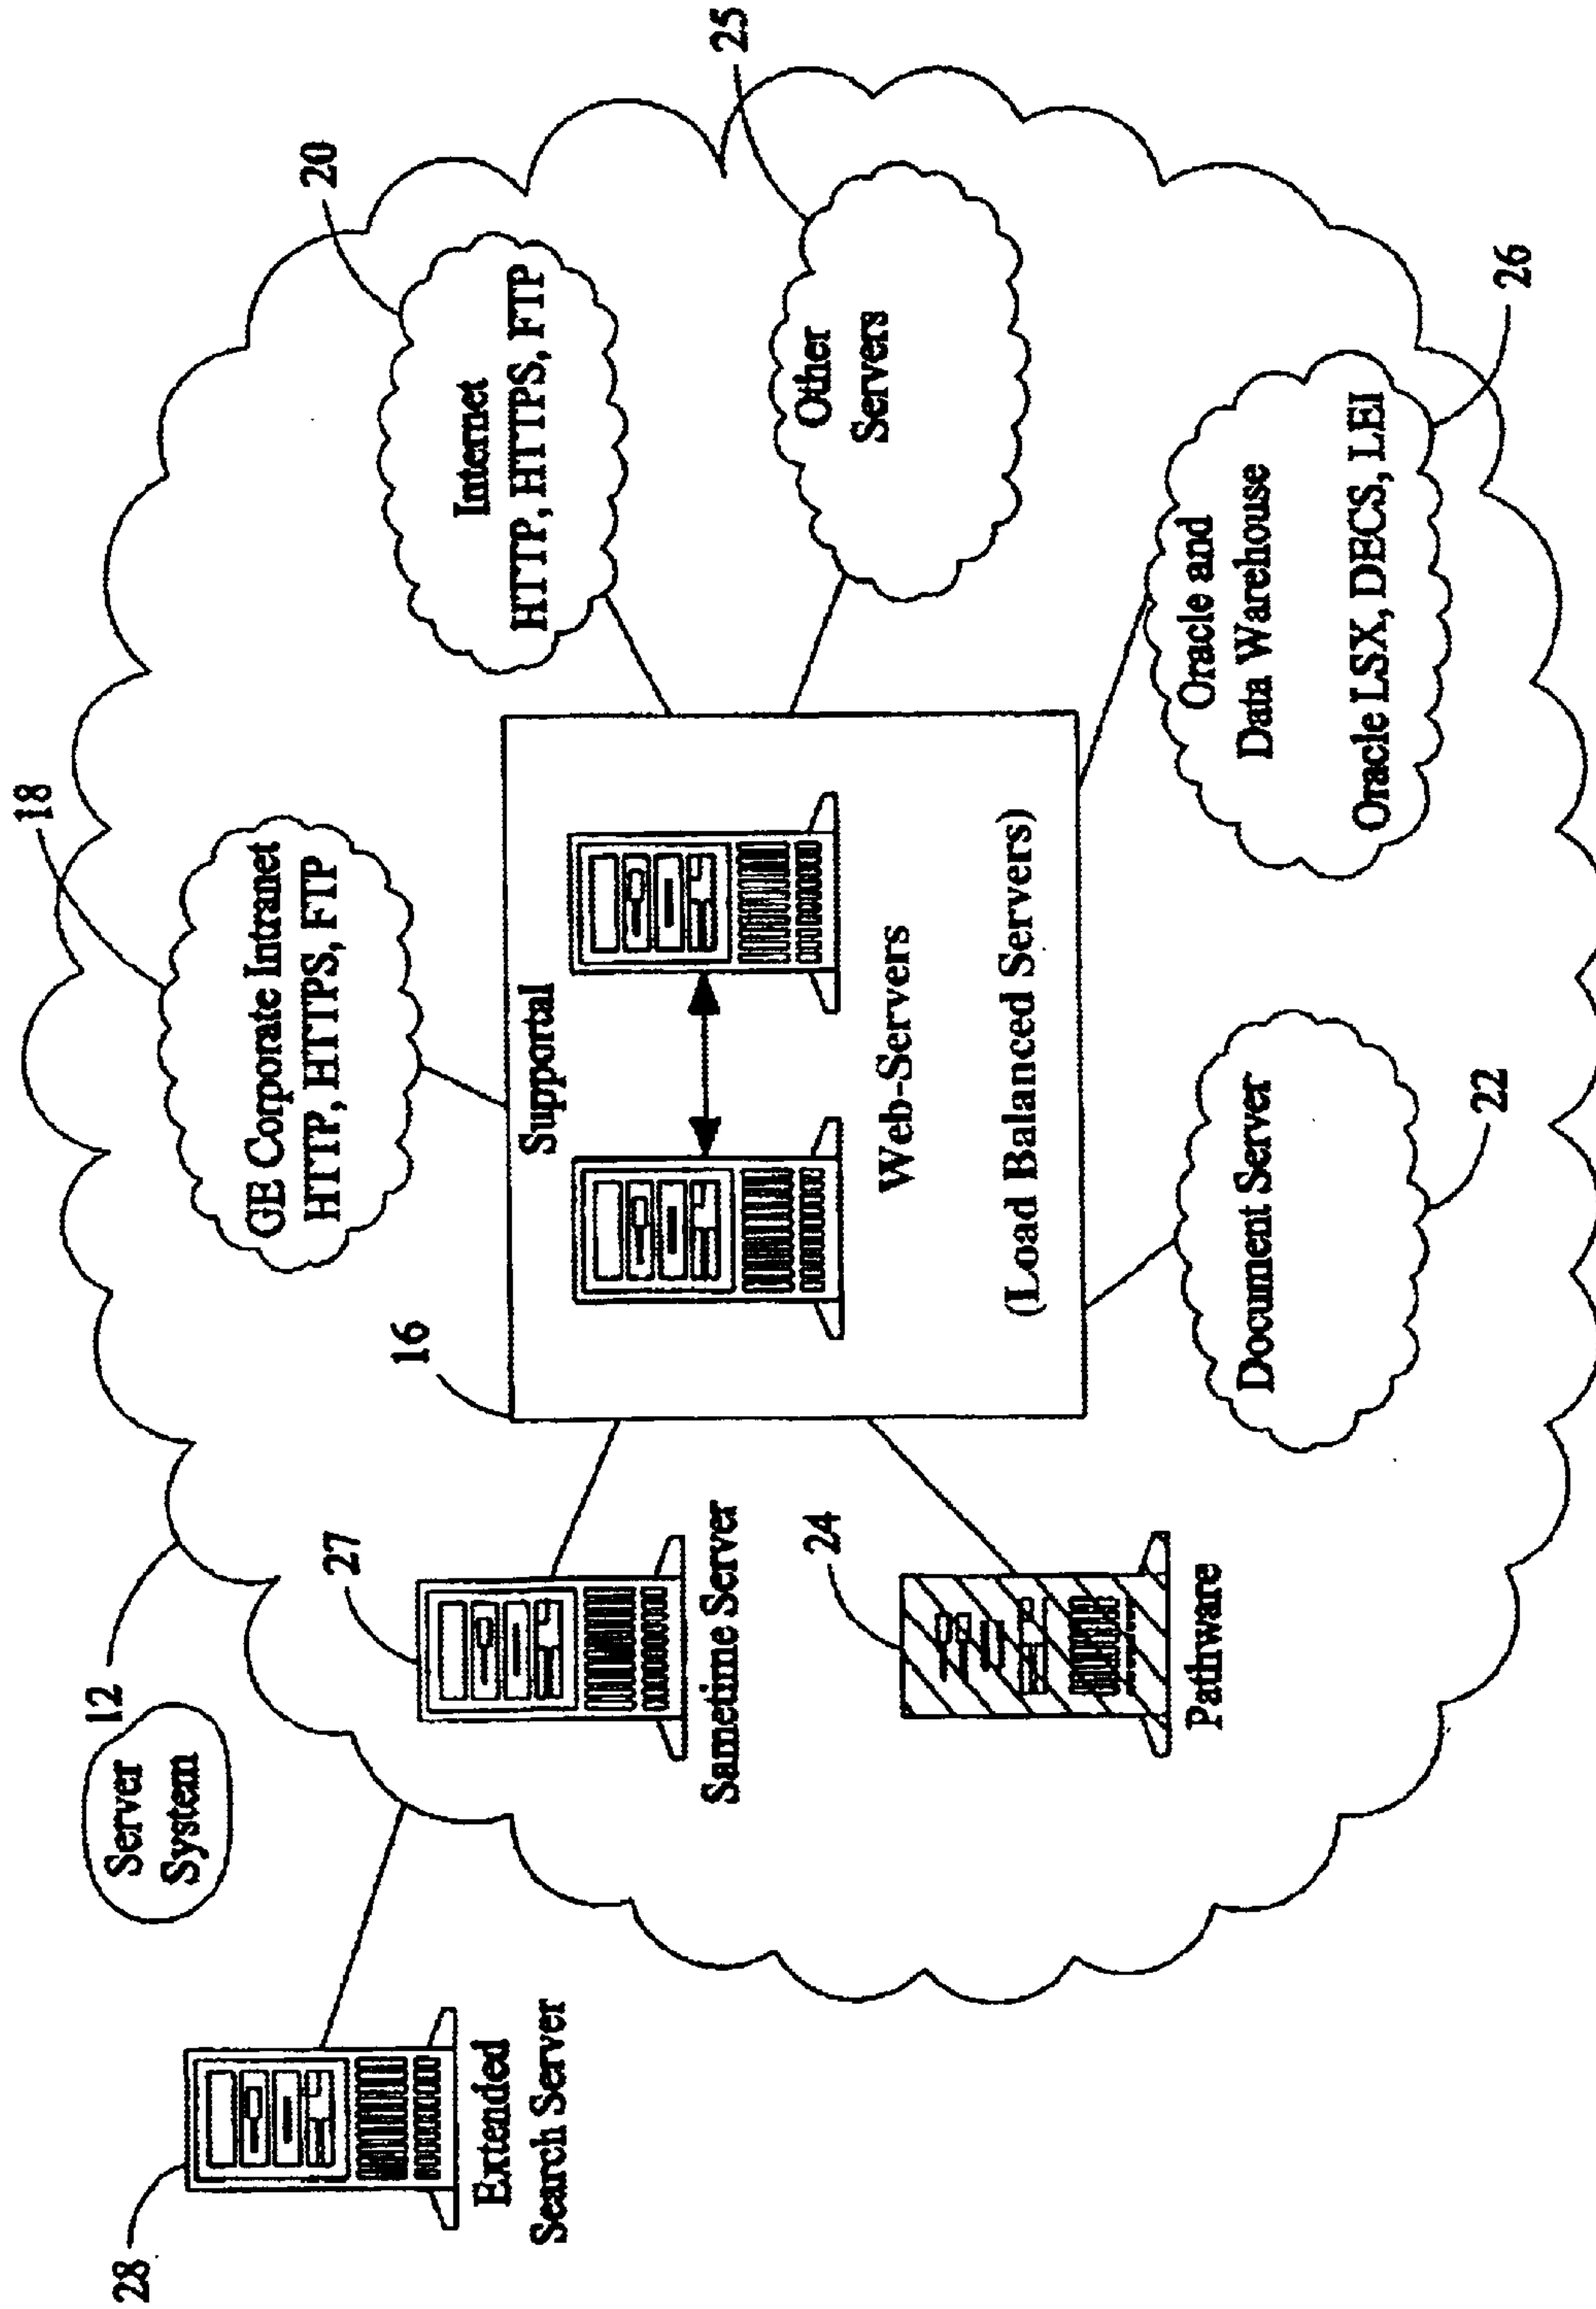 28
Extended
Search Server
Server
System
12
27
Sametime Server
24
Pathware
16
Supportal
Web-Servers
(Load Balanced Servers)
18
GE Corporate Intranet
HTTP, HTTPS, FTP
20
Internet
HTTP, HTTPS, FTP
25
Other
Servers
26
Oracle and
Data Warehouse
Oracle LSX, DECS, LEI
22
Document Server